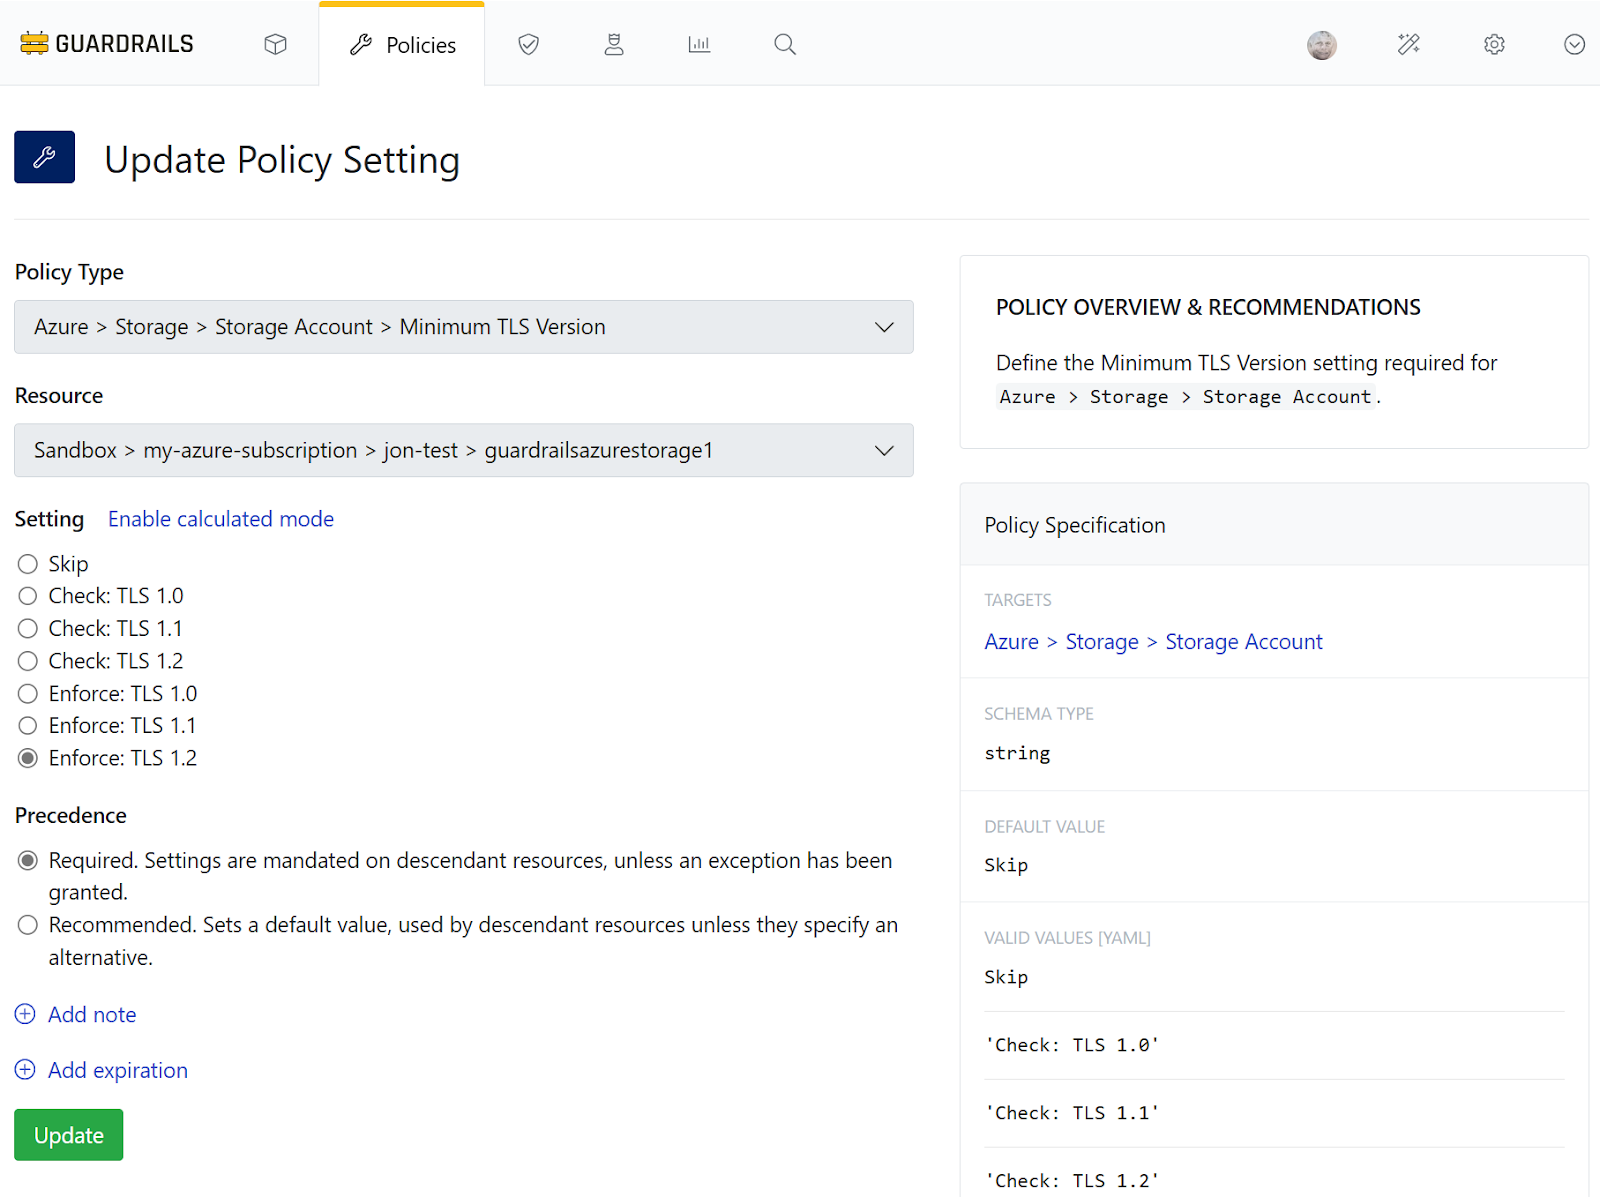 GUARDRAILS
Policies
Update Policy Setting
Policy Type
Azure > Storage > Storage Account > Minimum TLS Version
Resource
Sandbox > my-azure-subscription > jon-test > guardrailsazurestorage1
Setting Enable calculated mode
Skip
Check: TLS 1.0
Check: TLS 1.1
Check: TLS 1.2
Enforce: TLS 1.0
Enforce: TLS 1.1
Enforce: TLS 1.2
Precedence
Required. Settings are mandated on descendant resources, unless an exception has been
granted.
Recommended. Sets a default value, used by descendant resources unless they specify an
alternative.
Add note
Add expiration
Update
POLICY OVERVIEW & RECOMMENDATIONS
Define the Minimum TLS Version setting required for
Azure > Storage > Storage Account.
Policy Specification
TARGETS
Azure > Storage > Storage Account
SCHEMA TYPE
string
DEFAULT VALUE
Skip
VALID VALUES [YAML]
Skip
'Check: TLS 1.0'
'Check: TLS 1.1'
'Check: TLS 1.2'